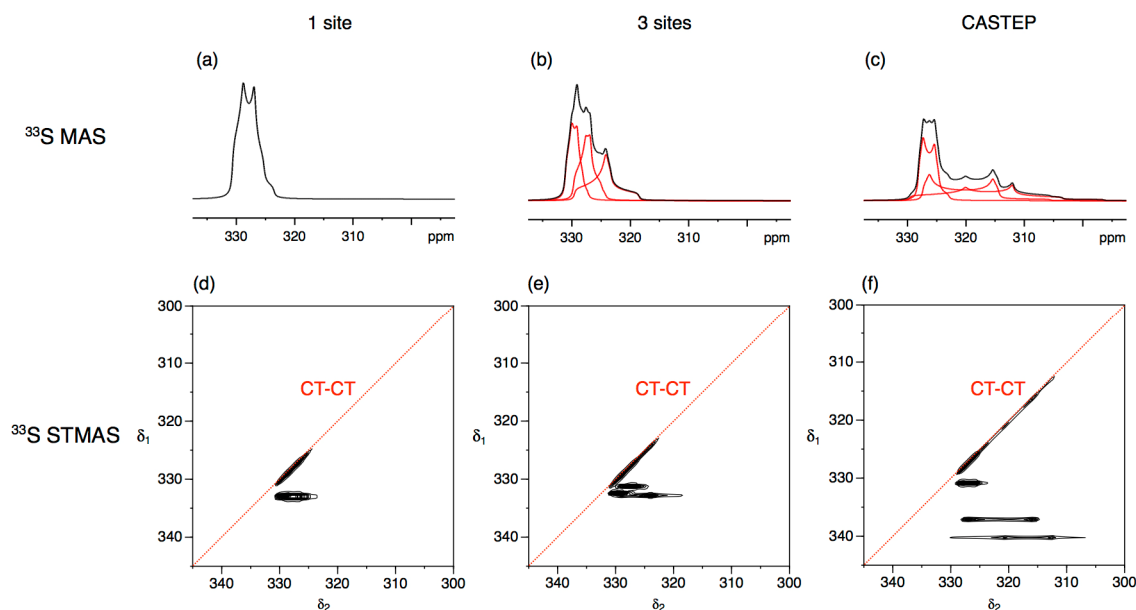 1 site 3 sites CASTEP
(a) (b) (c)
³³S MAS
330 320 310 ppm 330 320 310 ppm 330 320 310 ppm
(d) (e) (f)
300 300 300
310 310 310
CT-CT CT-CT CT-CT
³³S STMAS
320 320 320
δ₁ δ₁ δ₁
330 330 330
340 340 340
340 330 320 310 300 340 330 320 310 300 340 330 320 310 300
δ₂ δ₂ δ₂